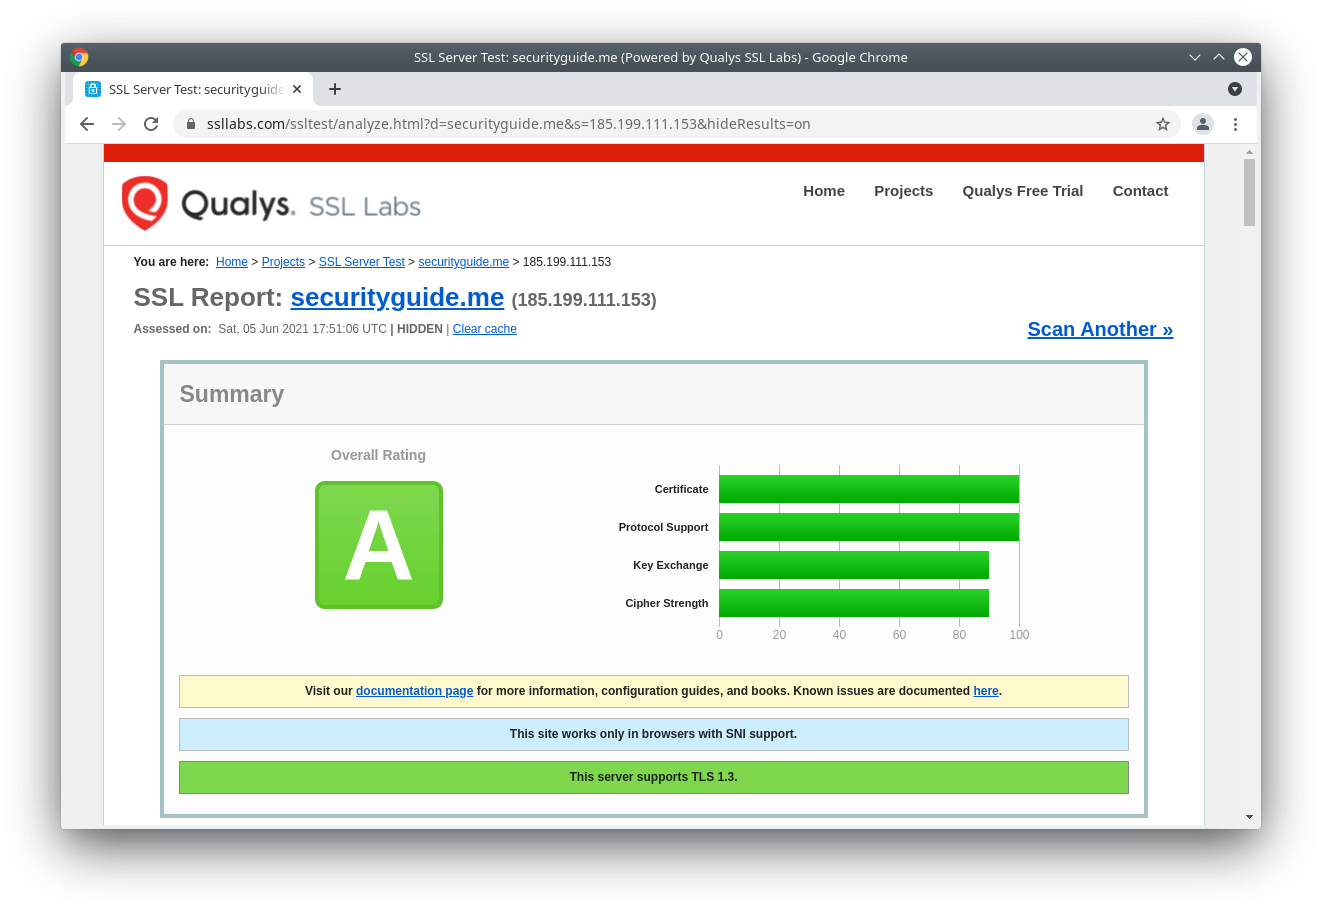 SSL Server Test: securityguide.me (Powered by Qualys SSL Labs) - Google Chrome
SSL Server Test: securityguide
ssllabs.com/ssltest/analyze.html?d=securityguide.me&s=185.199.111.153&hideResults=on
Qualys. SSL Labs
Home Projects Qualys Free Trial Contact
You are here: Home > Projects > SSL Server Test > securityguide.me > 185.199.111.153
SSL Report: securityguide.me (185.199.111.153)
Assessed on: Sat, 05 Jun 2021 17:51:06 UTC | HIDDEN | Clear cache
Scan Another »
Summary
Overall Rating
A
Certificate
Protocol Support
Key Exchange
Cipher Strength
0 20 40 60 80 100
Visit our documentation page for more information, configuration guides, and books. Known issues are documented here.
This site works only in browsers with SNI support.
This server supports TLS 1.3.